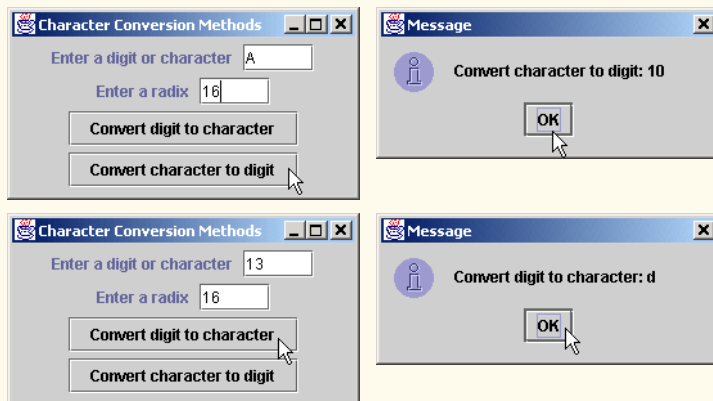 Character Conversion Methods
Enter a digit or character A
Enter a radix 16
Convert digit to character
Convert character to digit
Message
Convert character to digit: 10
OK
Character Conversion Methods
Enter a digit or character 13
Enter a radix 16
Convert digit to character
Convert character to digit
Message
Convert digit to character: d
OK